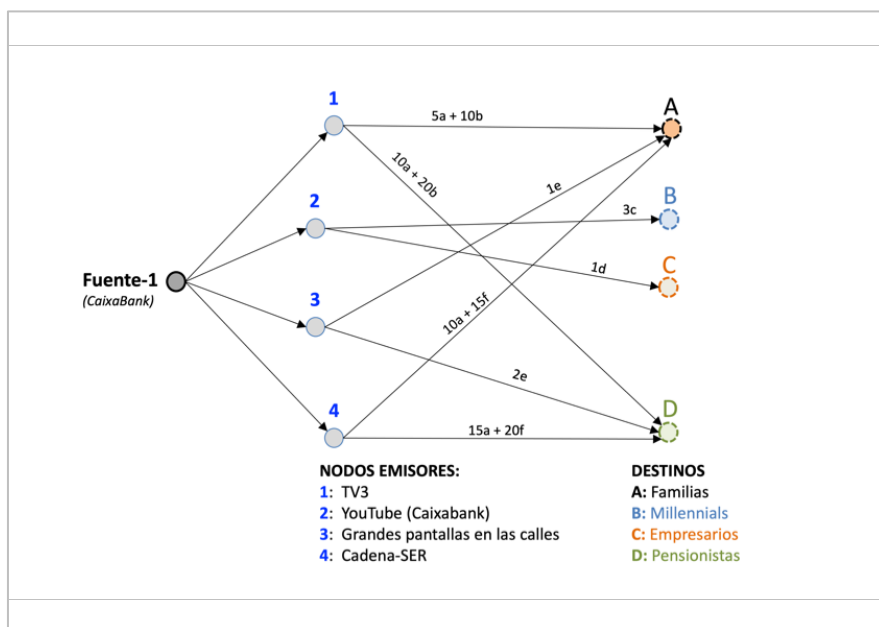 1
A
5a + 10b
10a + 20b
1e
B
2
3c
C
1d
Fuente-1
(CaixaBank)
3
10a + 15f
2e
D
4
15a + 20f
NODOS EMISORES:
1: TV3
2: YouTube (Caixabank)
3: Grandes pantallas en las calles
4: Cadena-SER
DESTINOS
A: Familias
B: Millennials
C: Empresarios
D: Pensionistas